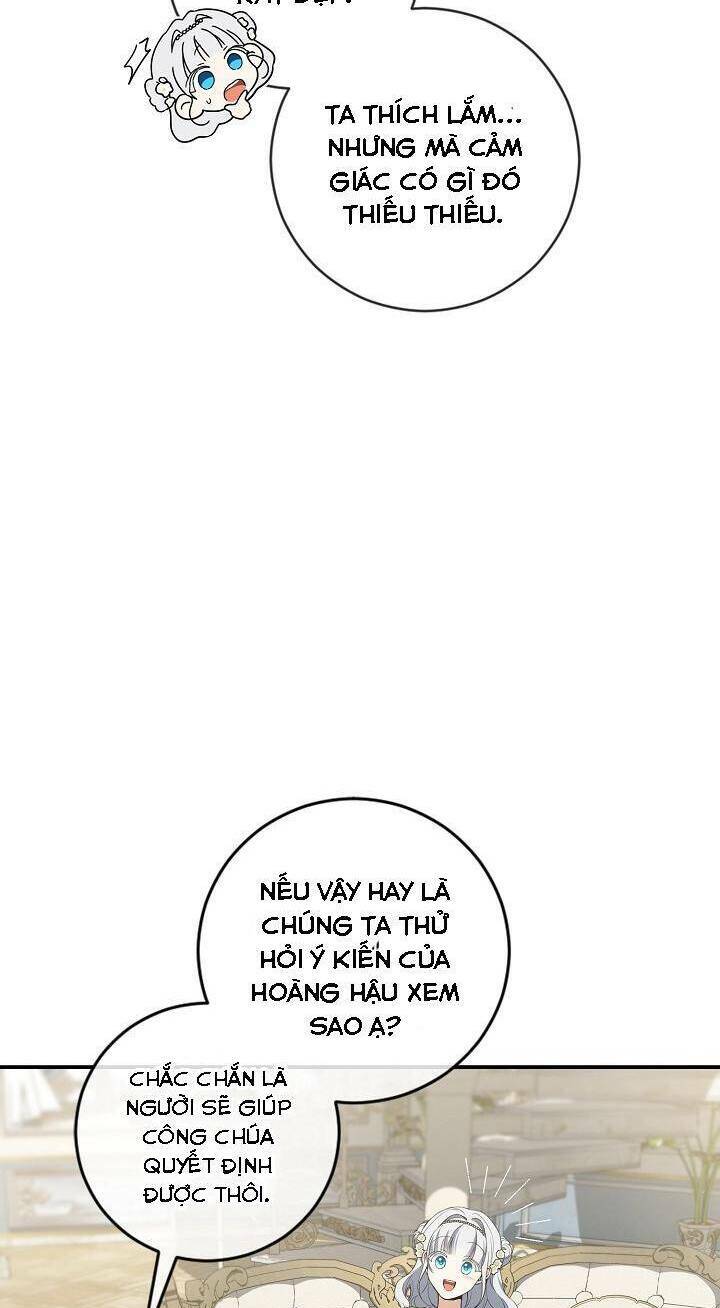 TA THÍCH LẮM...
NHƯNG MÀ CẢM
GIÁC CÓ GÌ ĐÓ
THIẾU THIẾU.
NẾU VẬY HAY LÀ
CHÚNG TA THỬ
HỎI Ý KIẾN CỦA
HOÀNG HẬU XEM
SAO Ạ?
CHẮC CHẮN LÀ
NGƯỜI SẼ GIÚP
CÔNG CHÚA
QUYẾT ĐỊNH
ĐƯỢC THÔI.